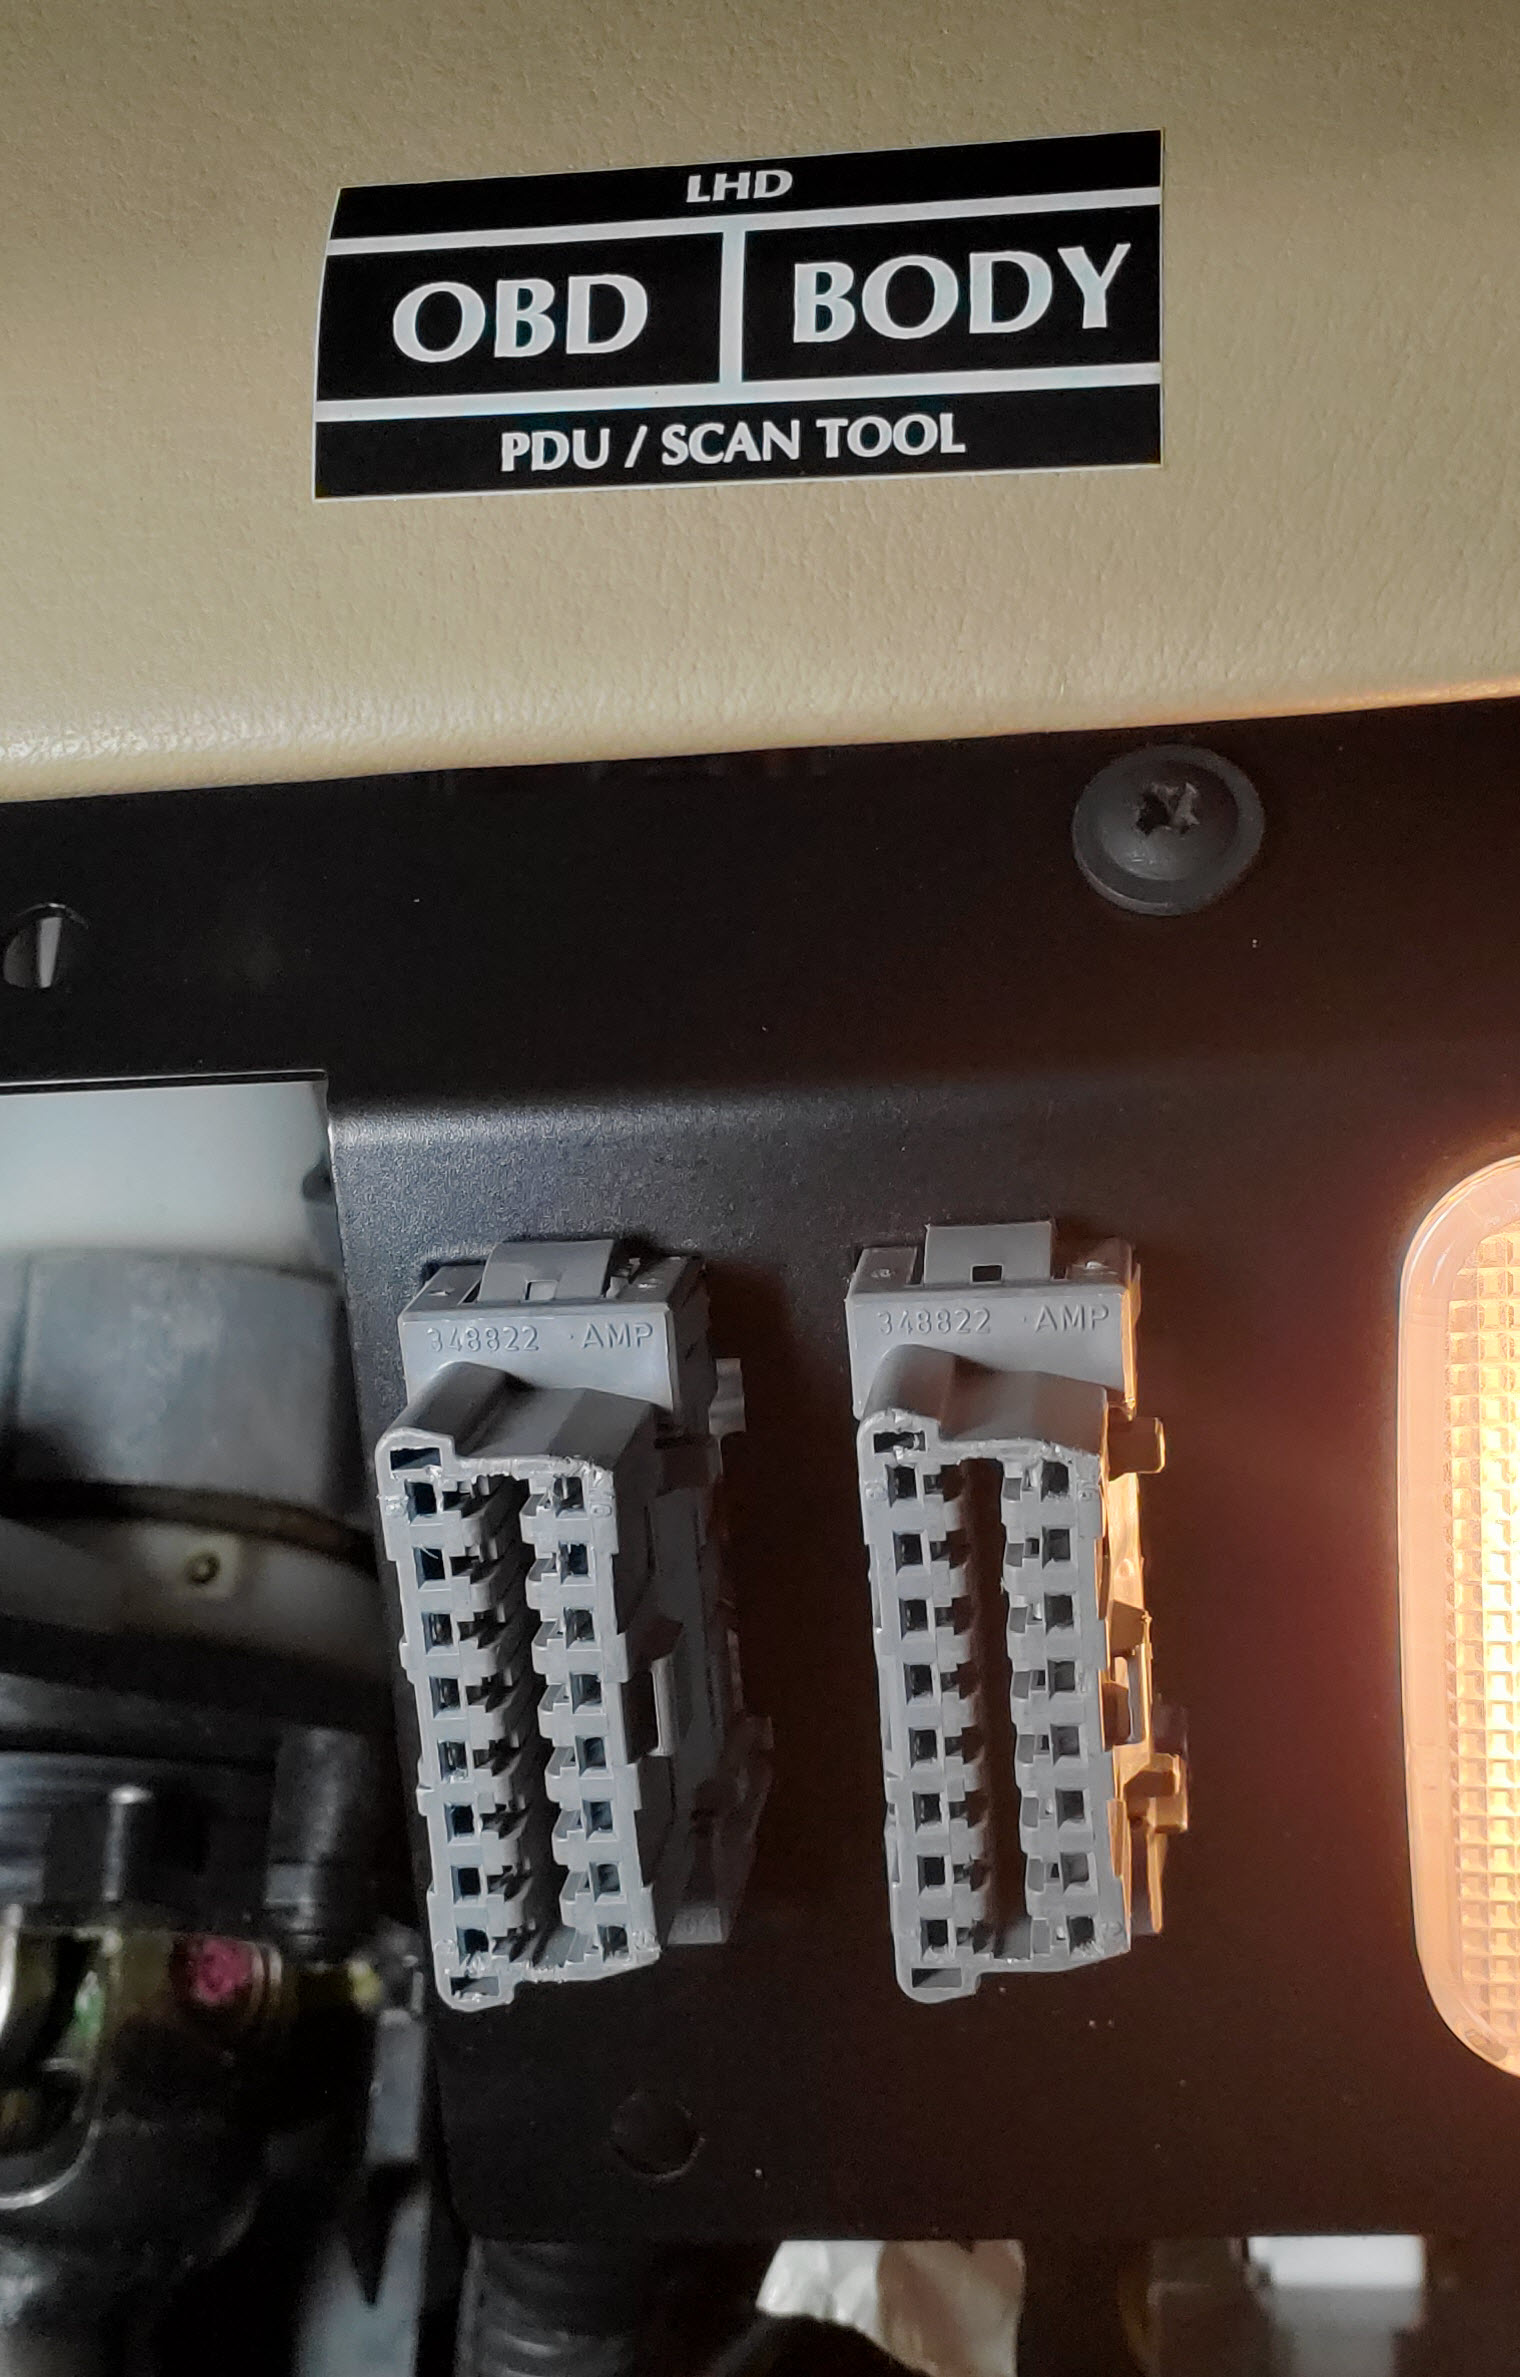 LHD
OBD BODY
PDU / SCAN TOOL
348822 ·AMP
348822 ·AMP